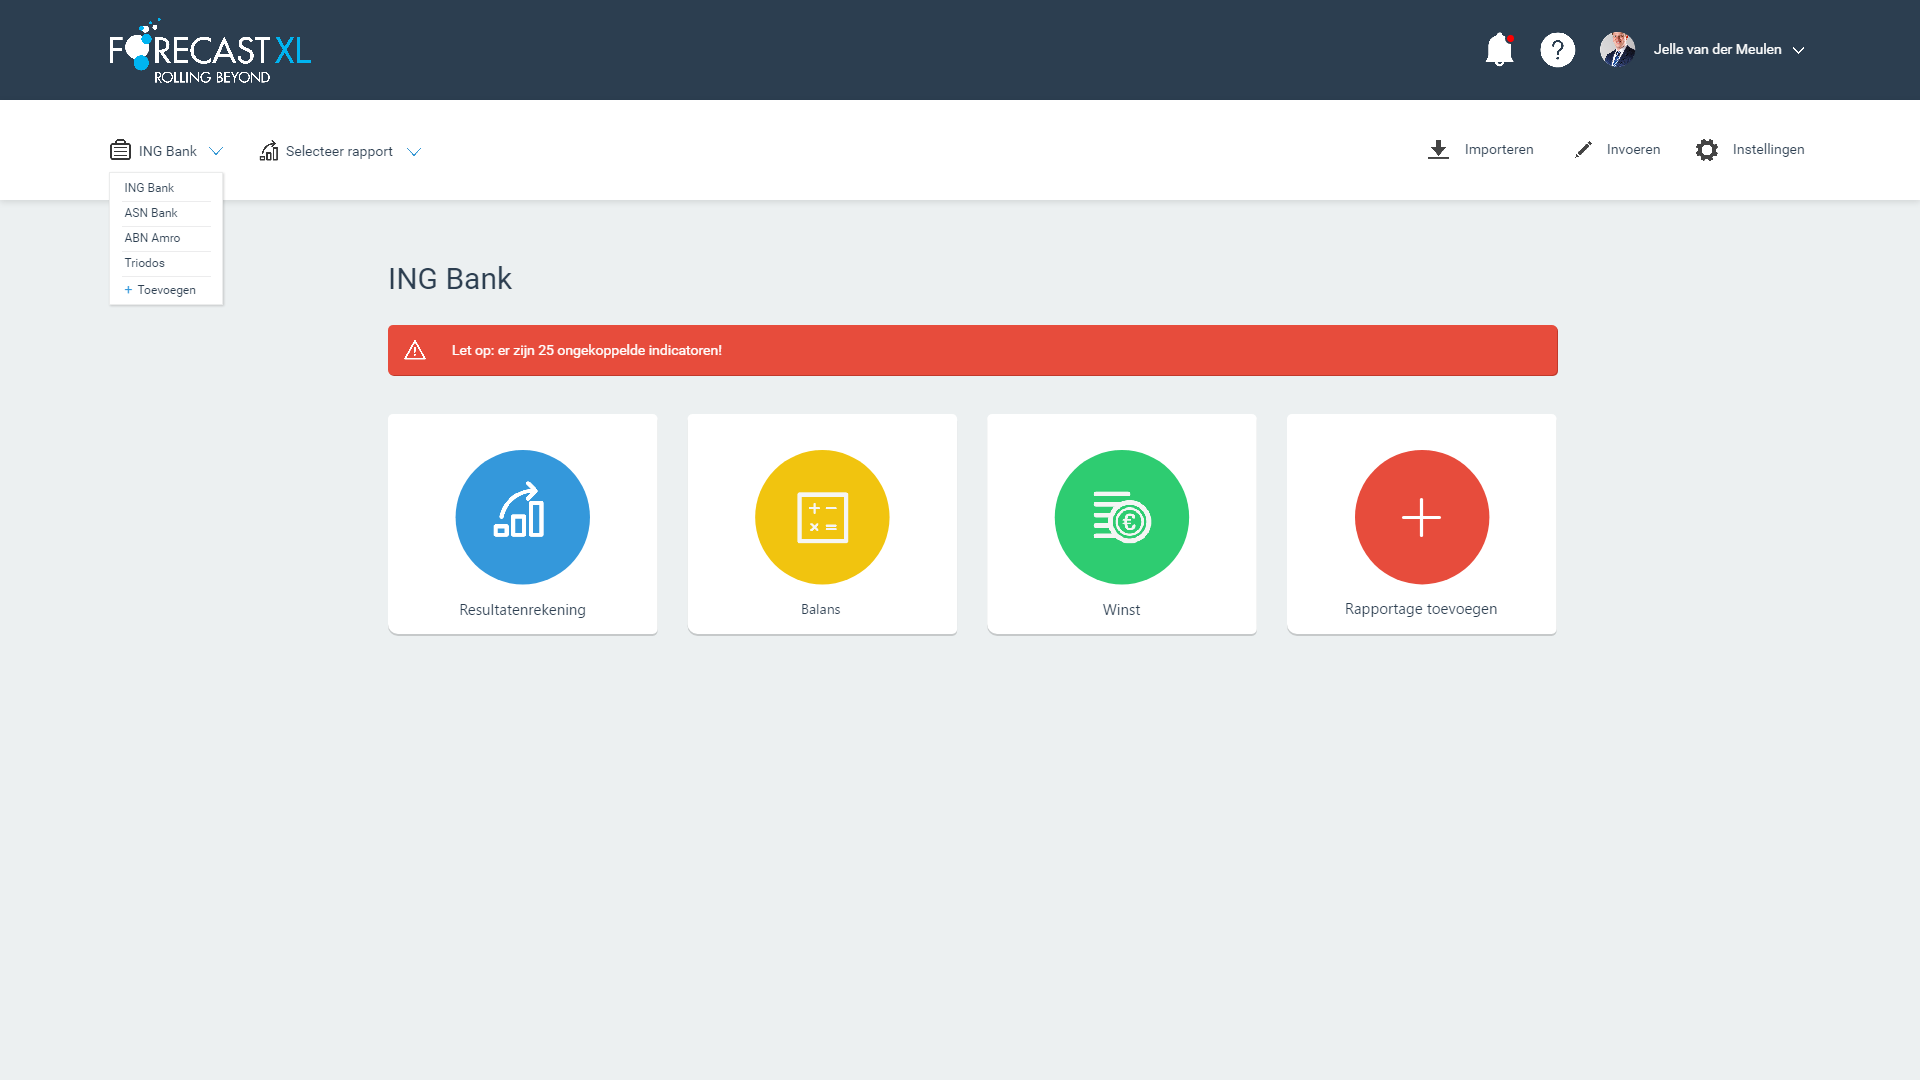 FORECAST XL
ROLLING BEYOND
?
Jelle van der Meulen
ING Bank
Selecteer rapport
Importeren
Invoeren
Instellingen
ING Bank
ASN Bank
ABN Amro
Triodos
+ Toevoegen
ING Bank
Let op: er zijn 25 ongekoppelde indicatoren!
Resultatenrekening
Balans
Winst
Rapportage toevoegen